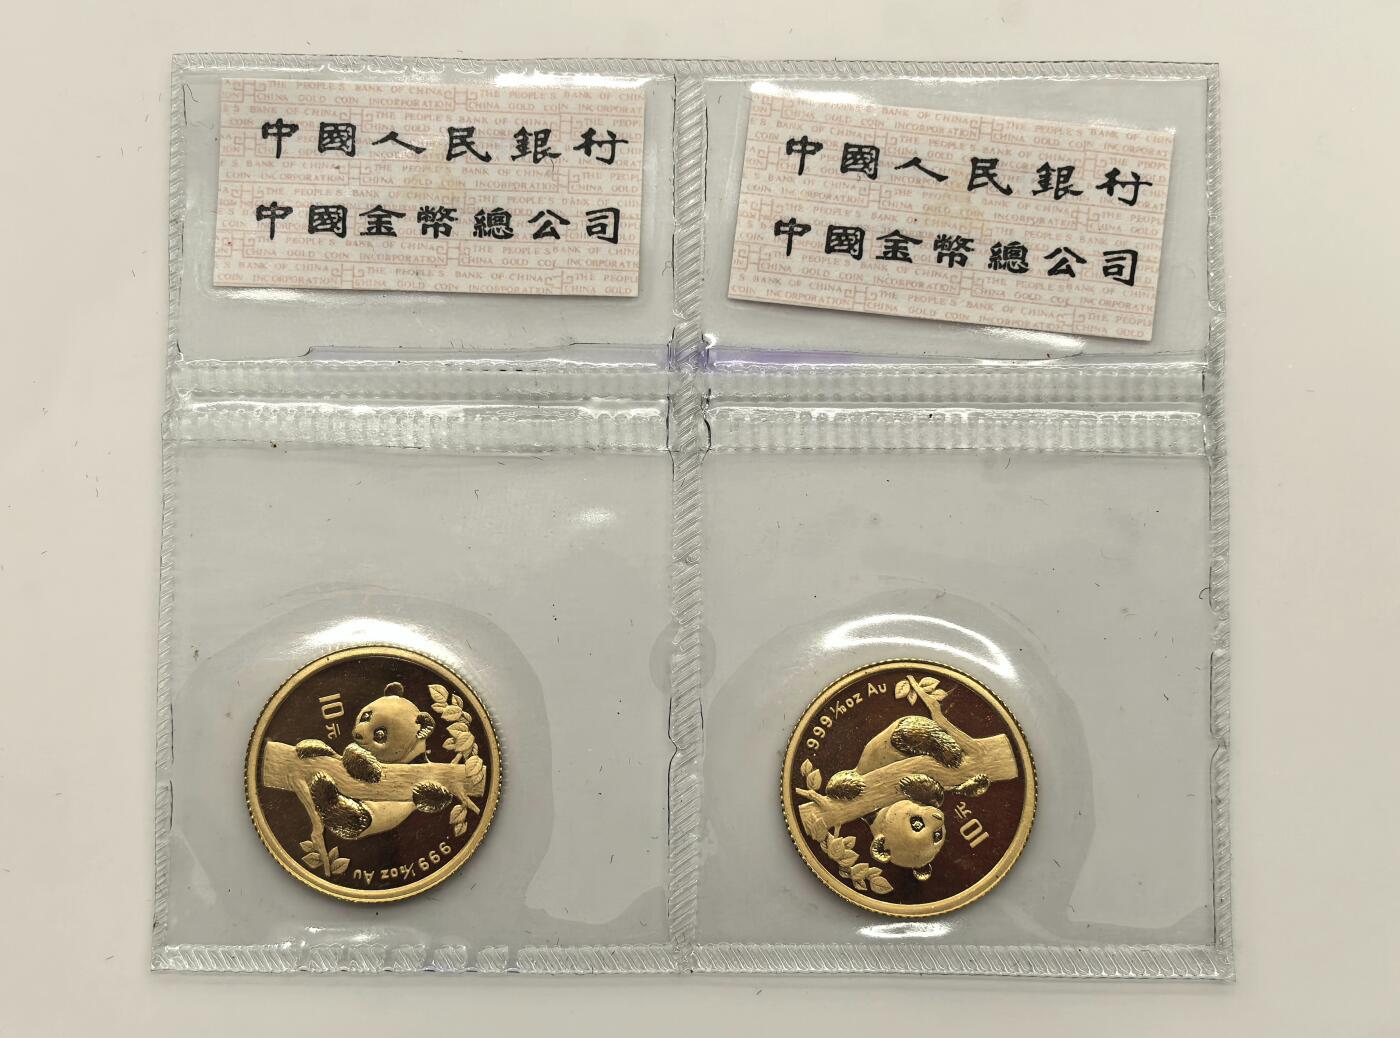 中國人民銀行
中國金幣總公司
中國人民銀行
中國金幣總公司
10元
.999 1/10oz Au
10元
.999 1/10oz Au